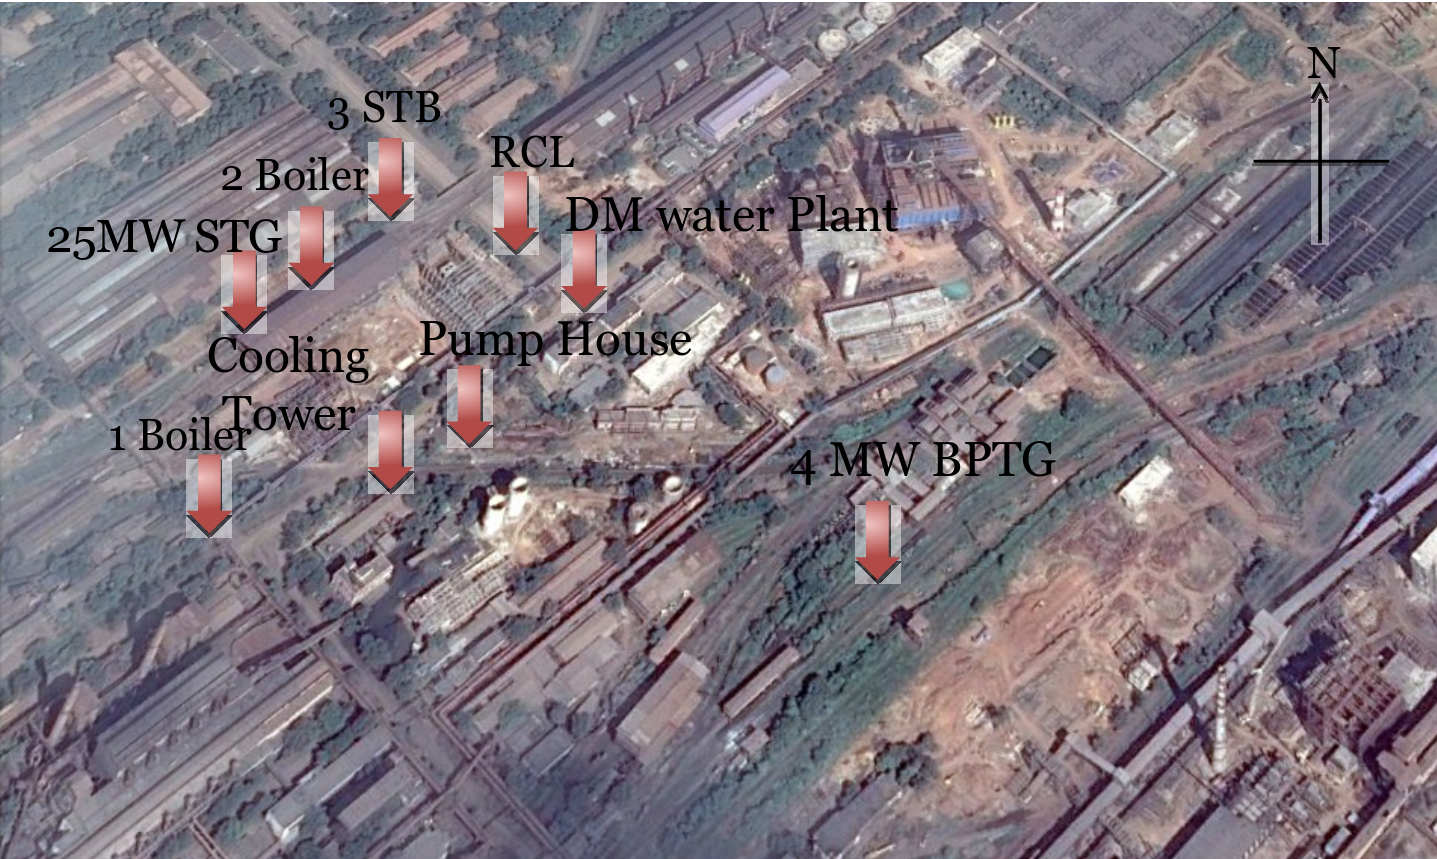 N
3 STB
RCL
2 Boiler
DM water Plant
25MW STG
Pump House
Cooling
Tower
1 Boiler
4 MW BPTG